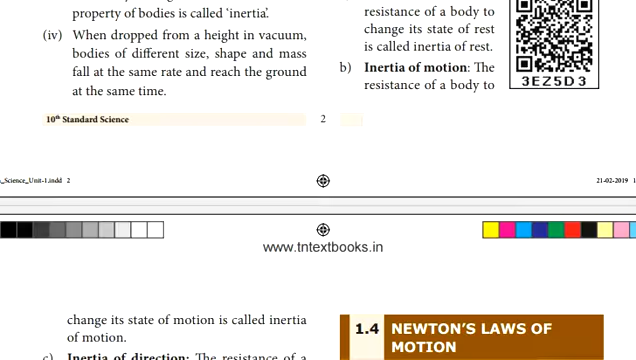 property of bodies is called ‘inertia’.
(iv) When dropped from a height in vacuum,
bodies of different size, shape and mass
fall at the same rate and reach the ground
at the same time.
resistance of a body to
change its state of rest
is called inertia of rest.
b) Inertia of motion: The
resistance of a body to
3EZ5D3
10th Standard Science
2
_Science_Unit-1.indd 2
21-02-2019
www.tntextbooks.in
change its state of motion is called inertia
of motion.
c) Inertia of direction: The resistance of a
1.4 NEWTON’S LAWS OF
MOTION